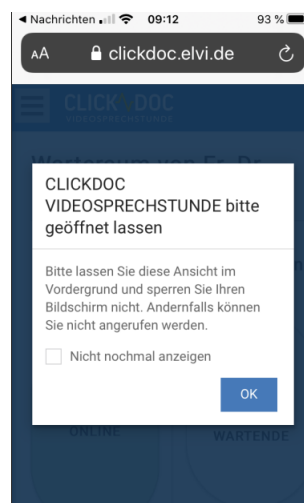 ◀ Nachrichten 09:12 93 %
AA clickdoc.elvi.de
CLICKDOC
VIDEOSPRECHSTUNDE
Warteraum von Fr. Dr.
CLICKDOC
VIDEOSPRECHSTUNDE bitte
geöffnet lassen
Bitte lassen Sie diese Ansicht im
Vordergrund und sperren Sie Ihren
Bildschirm nicht. Andernfalls können
Sie nicht angerufen werden.
Nicht nochmal anzeigen
OK
ONLINE
WARTENDE